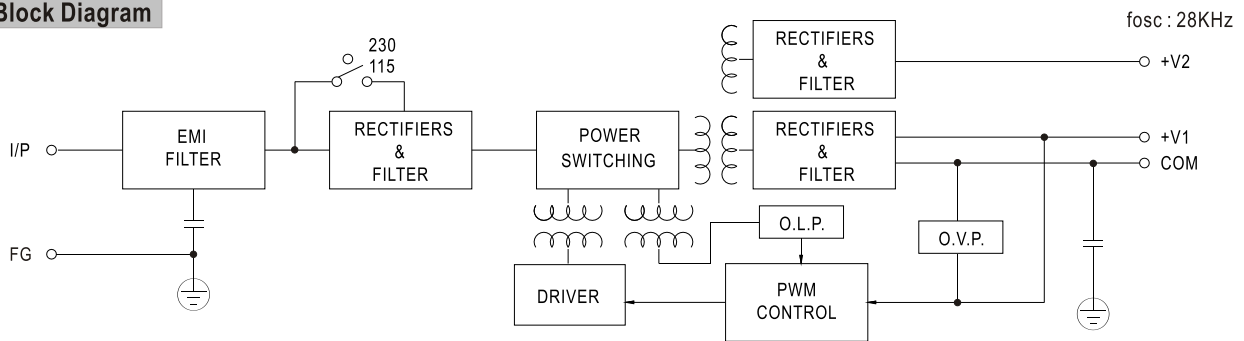 Block Diagram
fosc : 28KHz
230
115
RECTIFIERS
&
FILTER
+V2
I/P
EMI
FILTER
RECTIFIERS
&
FILTER
POWER
SWITCHING
RECTIFIERS
&
FILTER
+V1
COM
O.L.P.
O.V.P.
FG
DRIVER
PWM
CONTROL